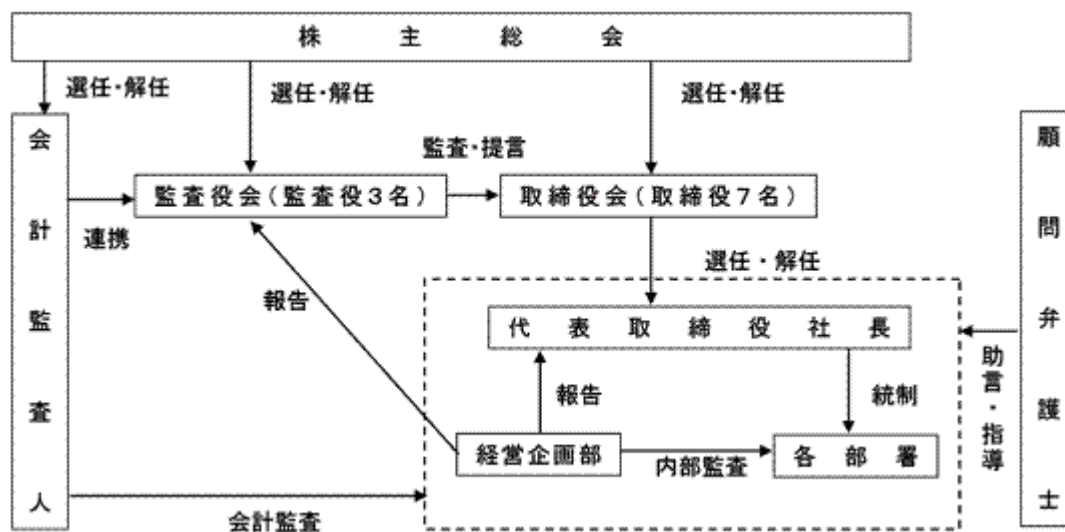 株主総会
選任・解任
選任・解任
選任・解任
監査・提言
会計監査人
監査役会(監査役3名)
取締役会(取締役7名)
顧問弁護士
連携
選任・解任
報告
代表取締役社長
助言・指導
報告
統制
経営企画部
内部監査
各部署
会計監査